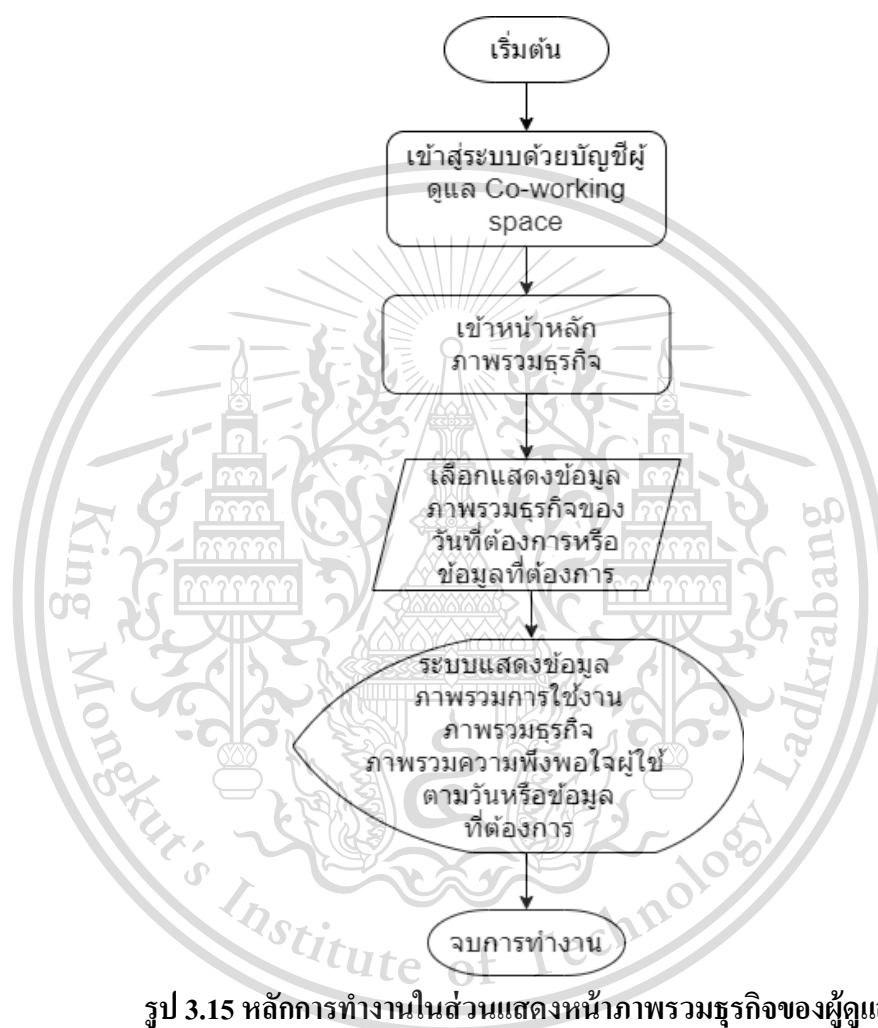 เริ่มต้น
เข้าสู่ระบบด้วยบัญชีผู้
ดูแล Co-working
space
เข้าหน้าหลัก
ภาพรวมธุรกิจ
เลือกแสดงข้อมูล
ภาพรวมธุรกิจของ
วันที่ต้องการหรือ
ข้อมูลที่ต้องการ
ระบบแสดงข้อมูล
ภาพรวมการใช้งาน
ภาพรวมธุรกิจ
ภาพรวมความพึงพอใจผู้ใช้
ตามวันหรือข้อมูล
ที่ต้องการ
จบการทำงาน
King Mongkut's Institute of Technology Ladkrabang
รูป 3.15 หลักการทำงานในส่วนแสดงหน้าภาพรวมธุรกิจของผู้ดูแ